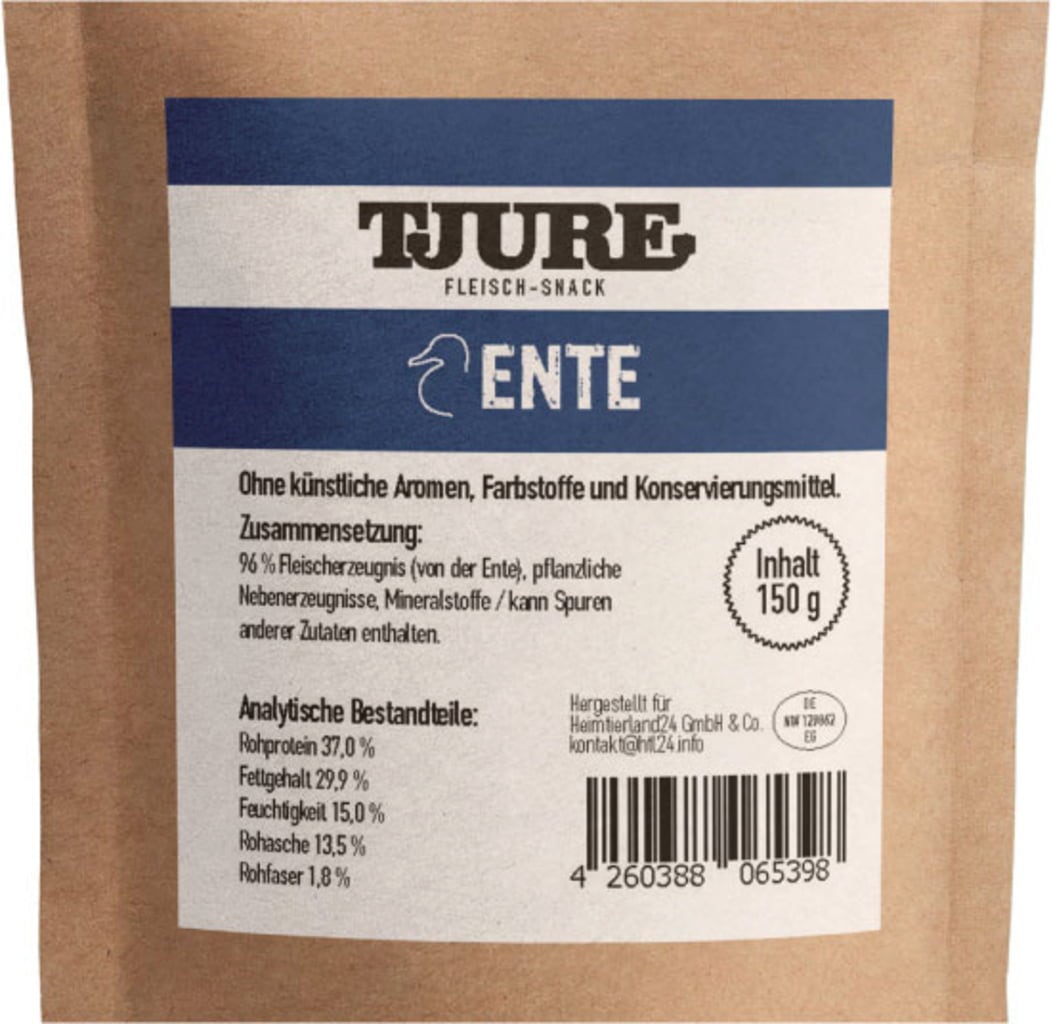 TJURE
FLEISCH-SNACK
ENTE
Ohne künstliche Aromen, Farbstoffe und Konservierungsmittel.
Zusammensetzung:
96 % Fleischerzeugnis (von der Ente), pflanzliche
Nebenerzeugnisse, Mineralstoffe / kann Spuren
anderer Zutaten enthalten.
Inhalt
150 g
Analytische Bestandteile:
Rohprotein 37,0 %
Fettgehalt 29,9 %
Feuchtigkeit 15,0 %
Rohasche 13,5 %
Rohfaser 1,8 %
Hergestellt für
Heimtierland24 GmbH & Co.
kontakt@htl24.info
DE
EG
4 260388 065398